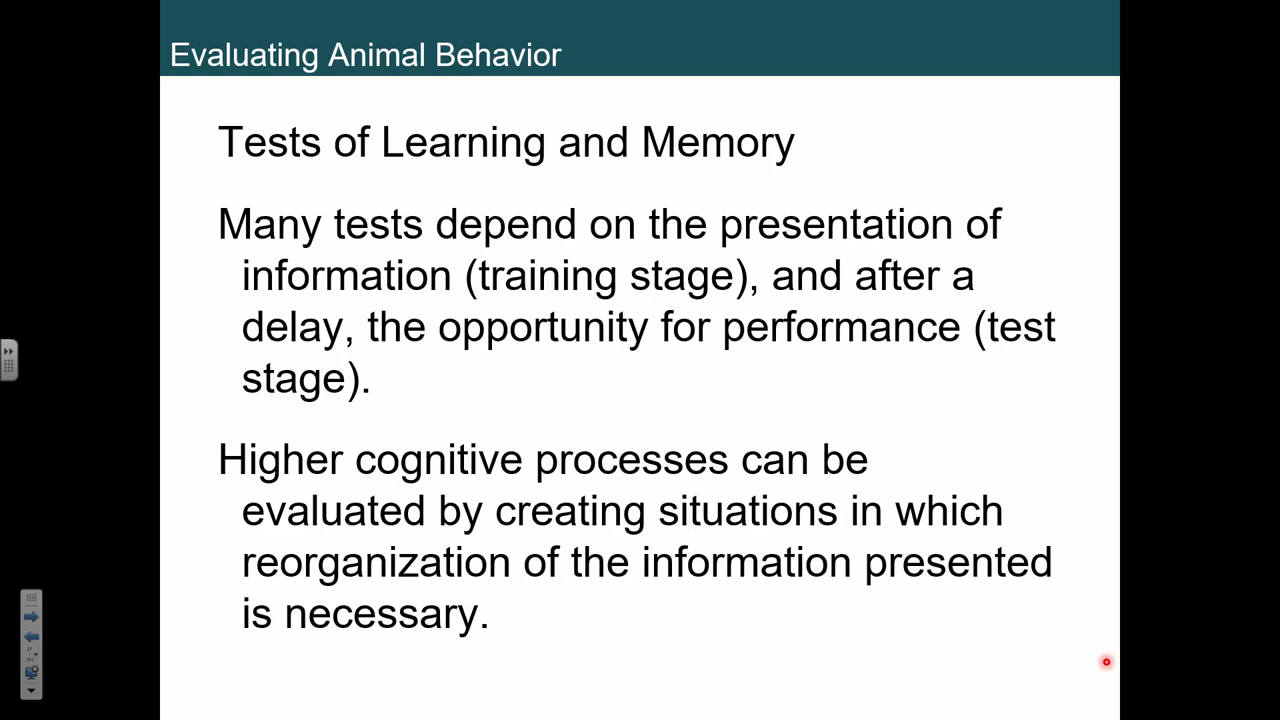 Evaluating Animal Behavior
Tests of Learning and Memory
Many tests depend on the presentation of
information (training stage), and after a
delay, the opportunity for performance (test
stage).
Higher cognitive processes can be
evaluated by creating situations in which
reorganization of the information presented
is necessary.